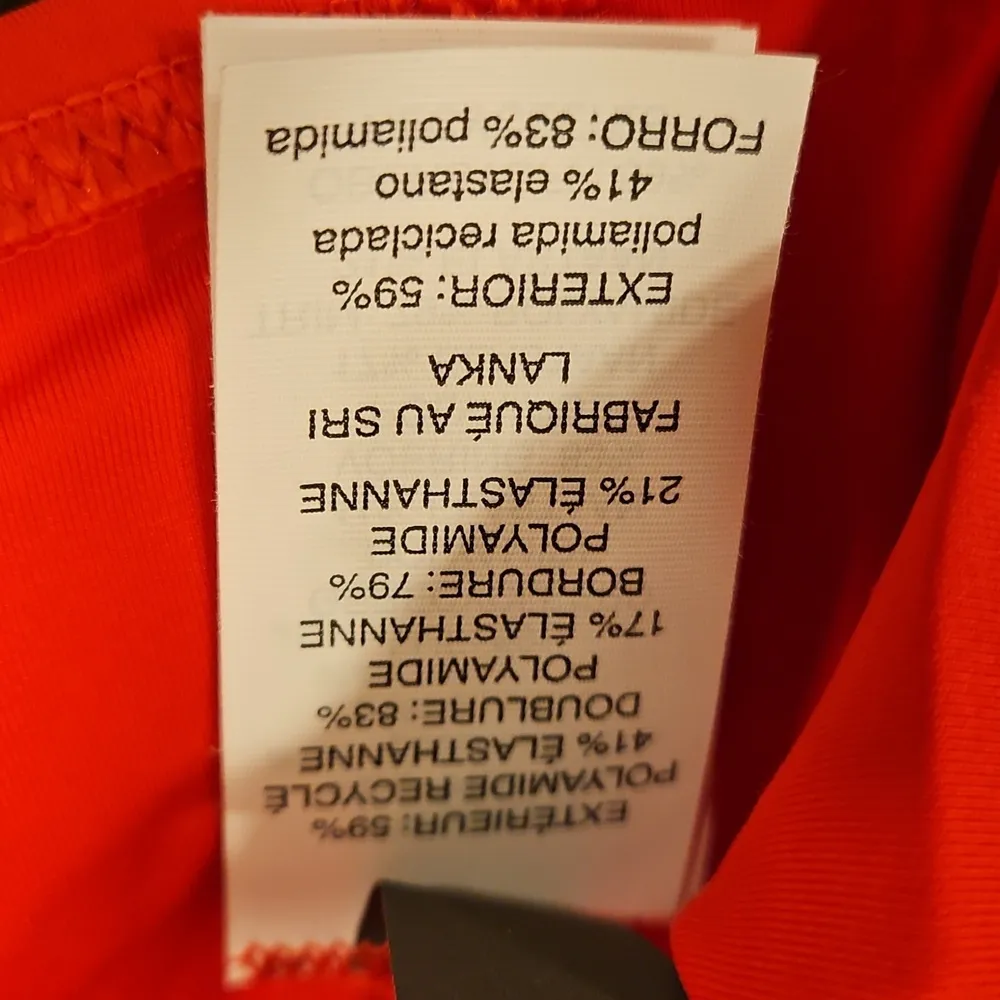 EXTÉRIEUR: 59%
POLYAMIDE RECYCLÉ
41% ÉLASTHANNE
DOUBLURE: 83%
POLYAMIDE
17% ÉLASTHANNE
BORDURE: 79%
POLYAMIDE
21% ÉLASTHANNE
FABRIQUÉ AU SRI
LANKA
EXTERIOR: 59%
poliamida reciclada
41% elastano
FORRO: 83% poliamida